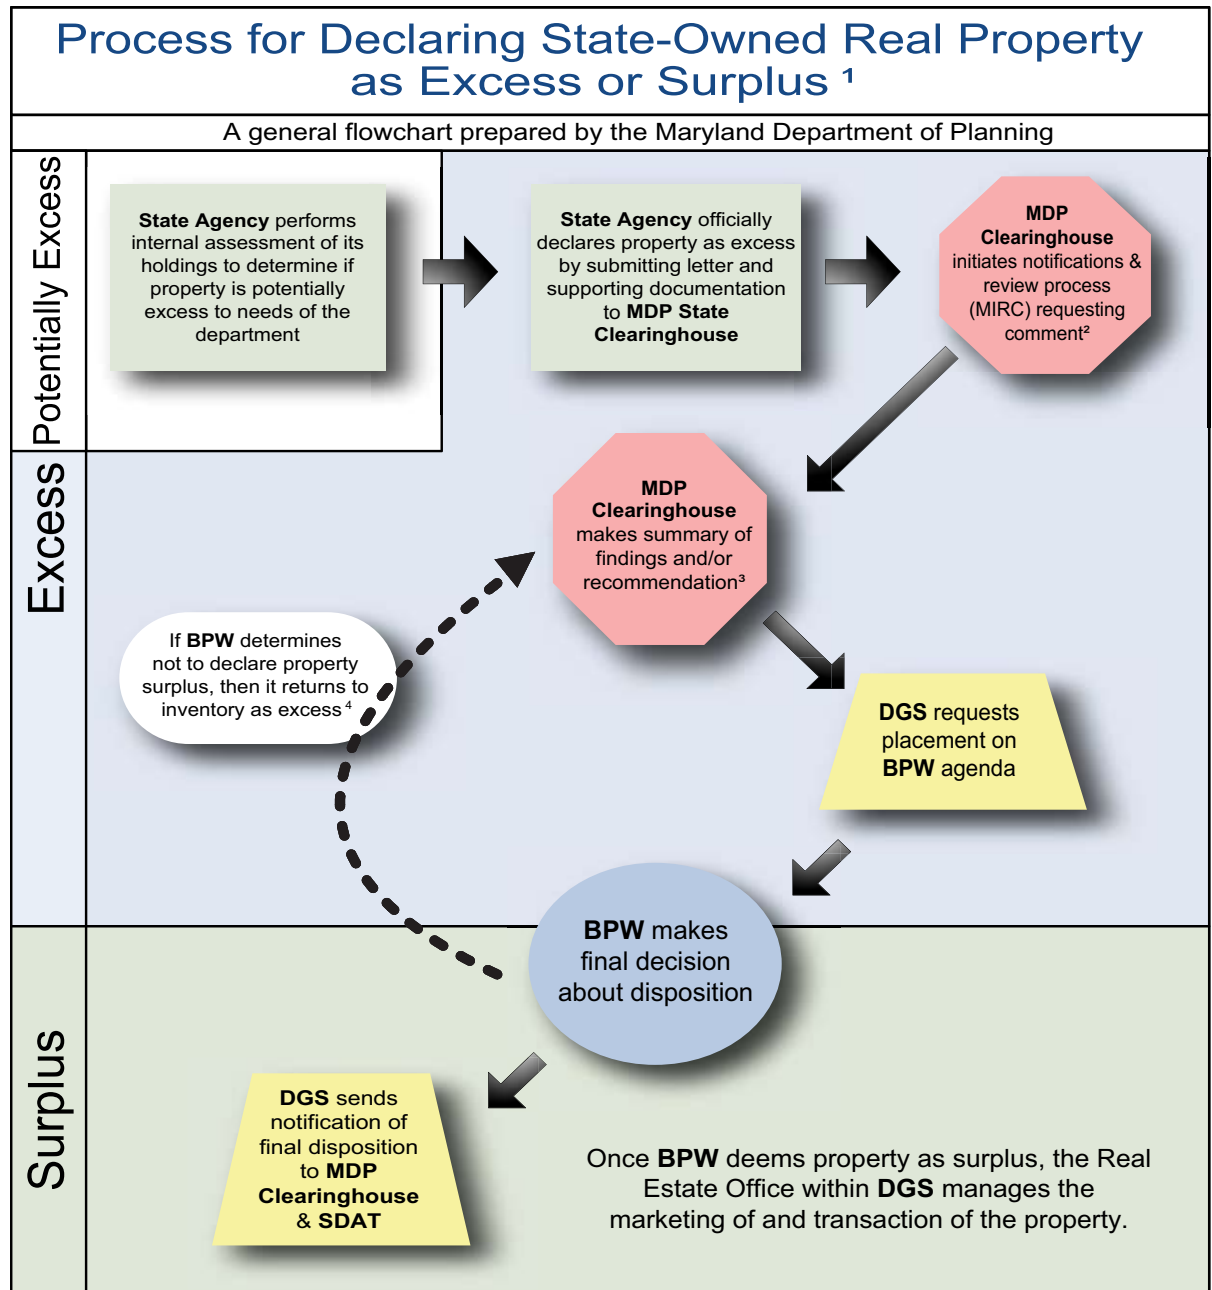 Process for Declaring State-Owned Real Property
as Excess or Surplus ¹
A general flowchart prepared by the Maryland Department of Planning
Potentially Excess
State Agency performs
internal assessment of its
holdings to determine if
property is potentially
excess to needs of the
department
State Agency officially
declares property as excess
by submitting letter and
supporting documentation
to MDP State
Clearinghouse
MDP
Clearinghouse
initiates notifications &
review process
(MIRC) requesting
comment²
Excess
MDP
Clearinghouse
makes summary of
findings and/or
recommendation³
If BPW determines
not to declare property
surplus, then it returns to
inventory as excess ⁴
DGS requests
placement on
BPW agenda
BPW makes
final decision
about disposition
Surplus
DGS sends
notification of
final disposition
to MDP
Clearinghouse
& SDAT
Once BPW deems property as surplus, the Real
Estate Office within DGS manages the
marketing of and transaction of the property.